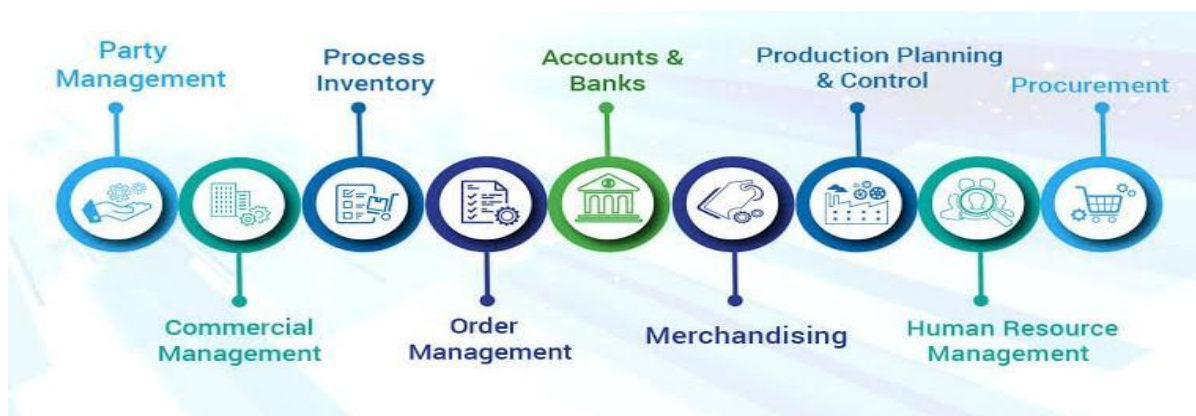 Party
Management
Commercial
Management
Process
Inventory
Order
Management
Accounts &
Banks
Merchandising
Production Planning
& Control
Human Resource
Management
Procurement